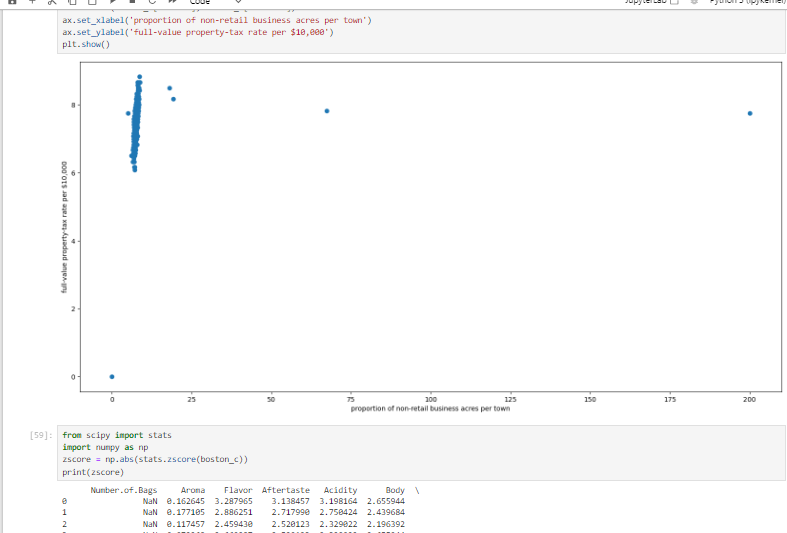 Code
JupyterLab
Python 3 (ipykernel)
ax.set_xlabel('proportion of non-retail business acres per town')
ax.set_ylabel('full-value property-tax rate per $10,000')
plt.show()
8
6
4
2
0
full-value property-tax rate per $10,000
0 25 50 75 100 125 150 175 200
proportion of non-retail business acres per town
[59]: from scipy import stats
import numpy as np
zscore = np.abs(stats.zscore(boston_c))
print(zscore)
Number.of.Bags Aroma Flavor Aftertaste Acidity Body \
0 NaN 0.162645 3.287965 3.138457 3.198164 2.655944
1 NaN 0.177105 2.886251 2.717990 2.750424 2.439684
2 NaN 0.117457 2.459430 2.520123 2.329022 2.196392